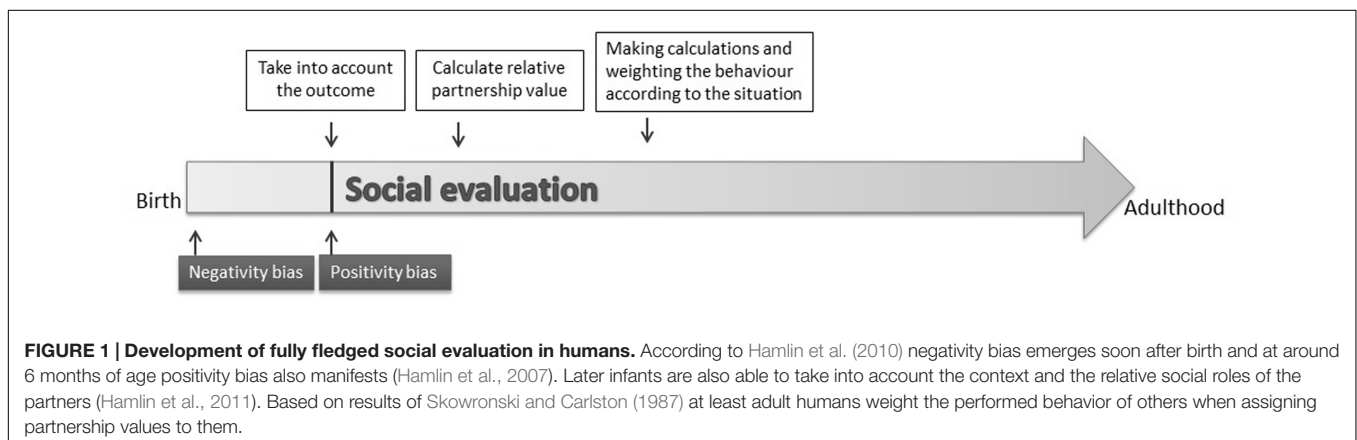 Take into account
the outcome
Calculate relative
partnership value
Making calculations and
weighting the behaviour
according to the situation
Birth
Social evaluation
Adulthood
Negativity bias
Positivity bias
FIGURE 1 | Development of fully fledged social evaluation in humans. According to Hamlin et al. (2010) negativity bias emerges soon after birth and at around
6 months of age positivity bias also manifests (Hamlin et al., 2007). Later infants are also able to take into account the context and the relative social roles of the
partners (Hamlin et al., 2011). Based on results of Skowronski and Carlston (1987) at least adult humans weight the performed behavior of others when assigning
partnership values to them.